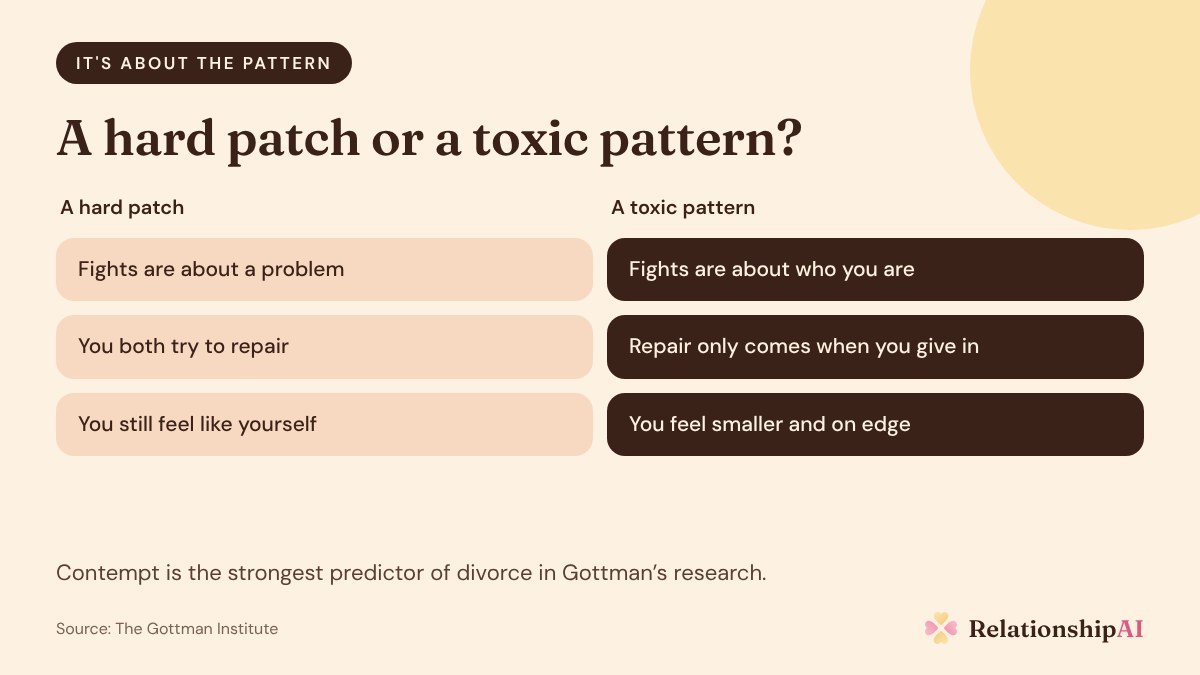 IT'S ABOUT THE PATTERN
A hard patch or a toxic pattern?
A hard patch
A toxic pattern
Fights are about a problem
Fights are about who you are
You both try to repair
Repair only comes when you give in
You still feel like yourself
You feel smaller and on edge
Contempt is the strongest predictor of divorce in Gottman’s research.
Source: The Gottman Institute
RelationshipAI